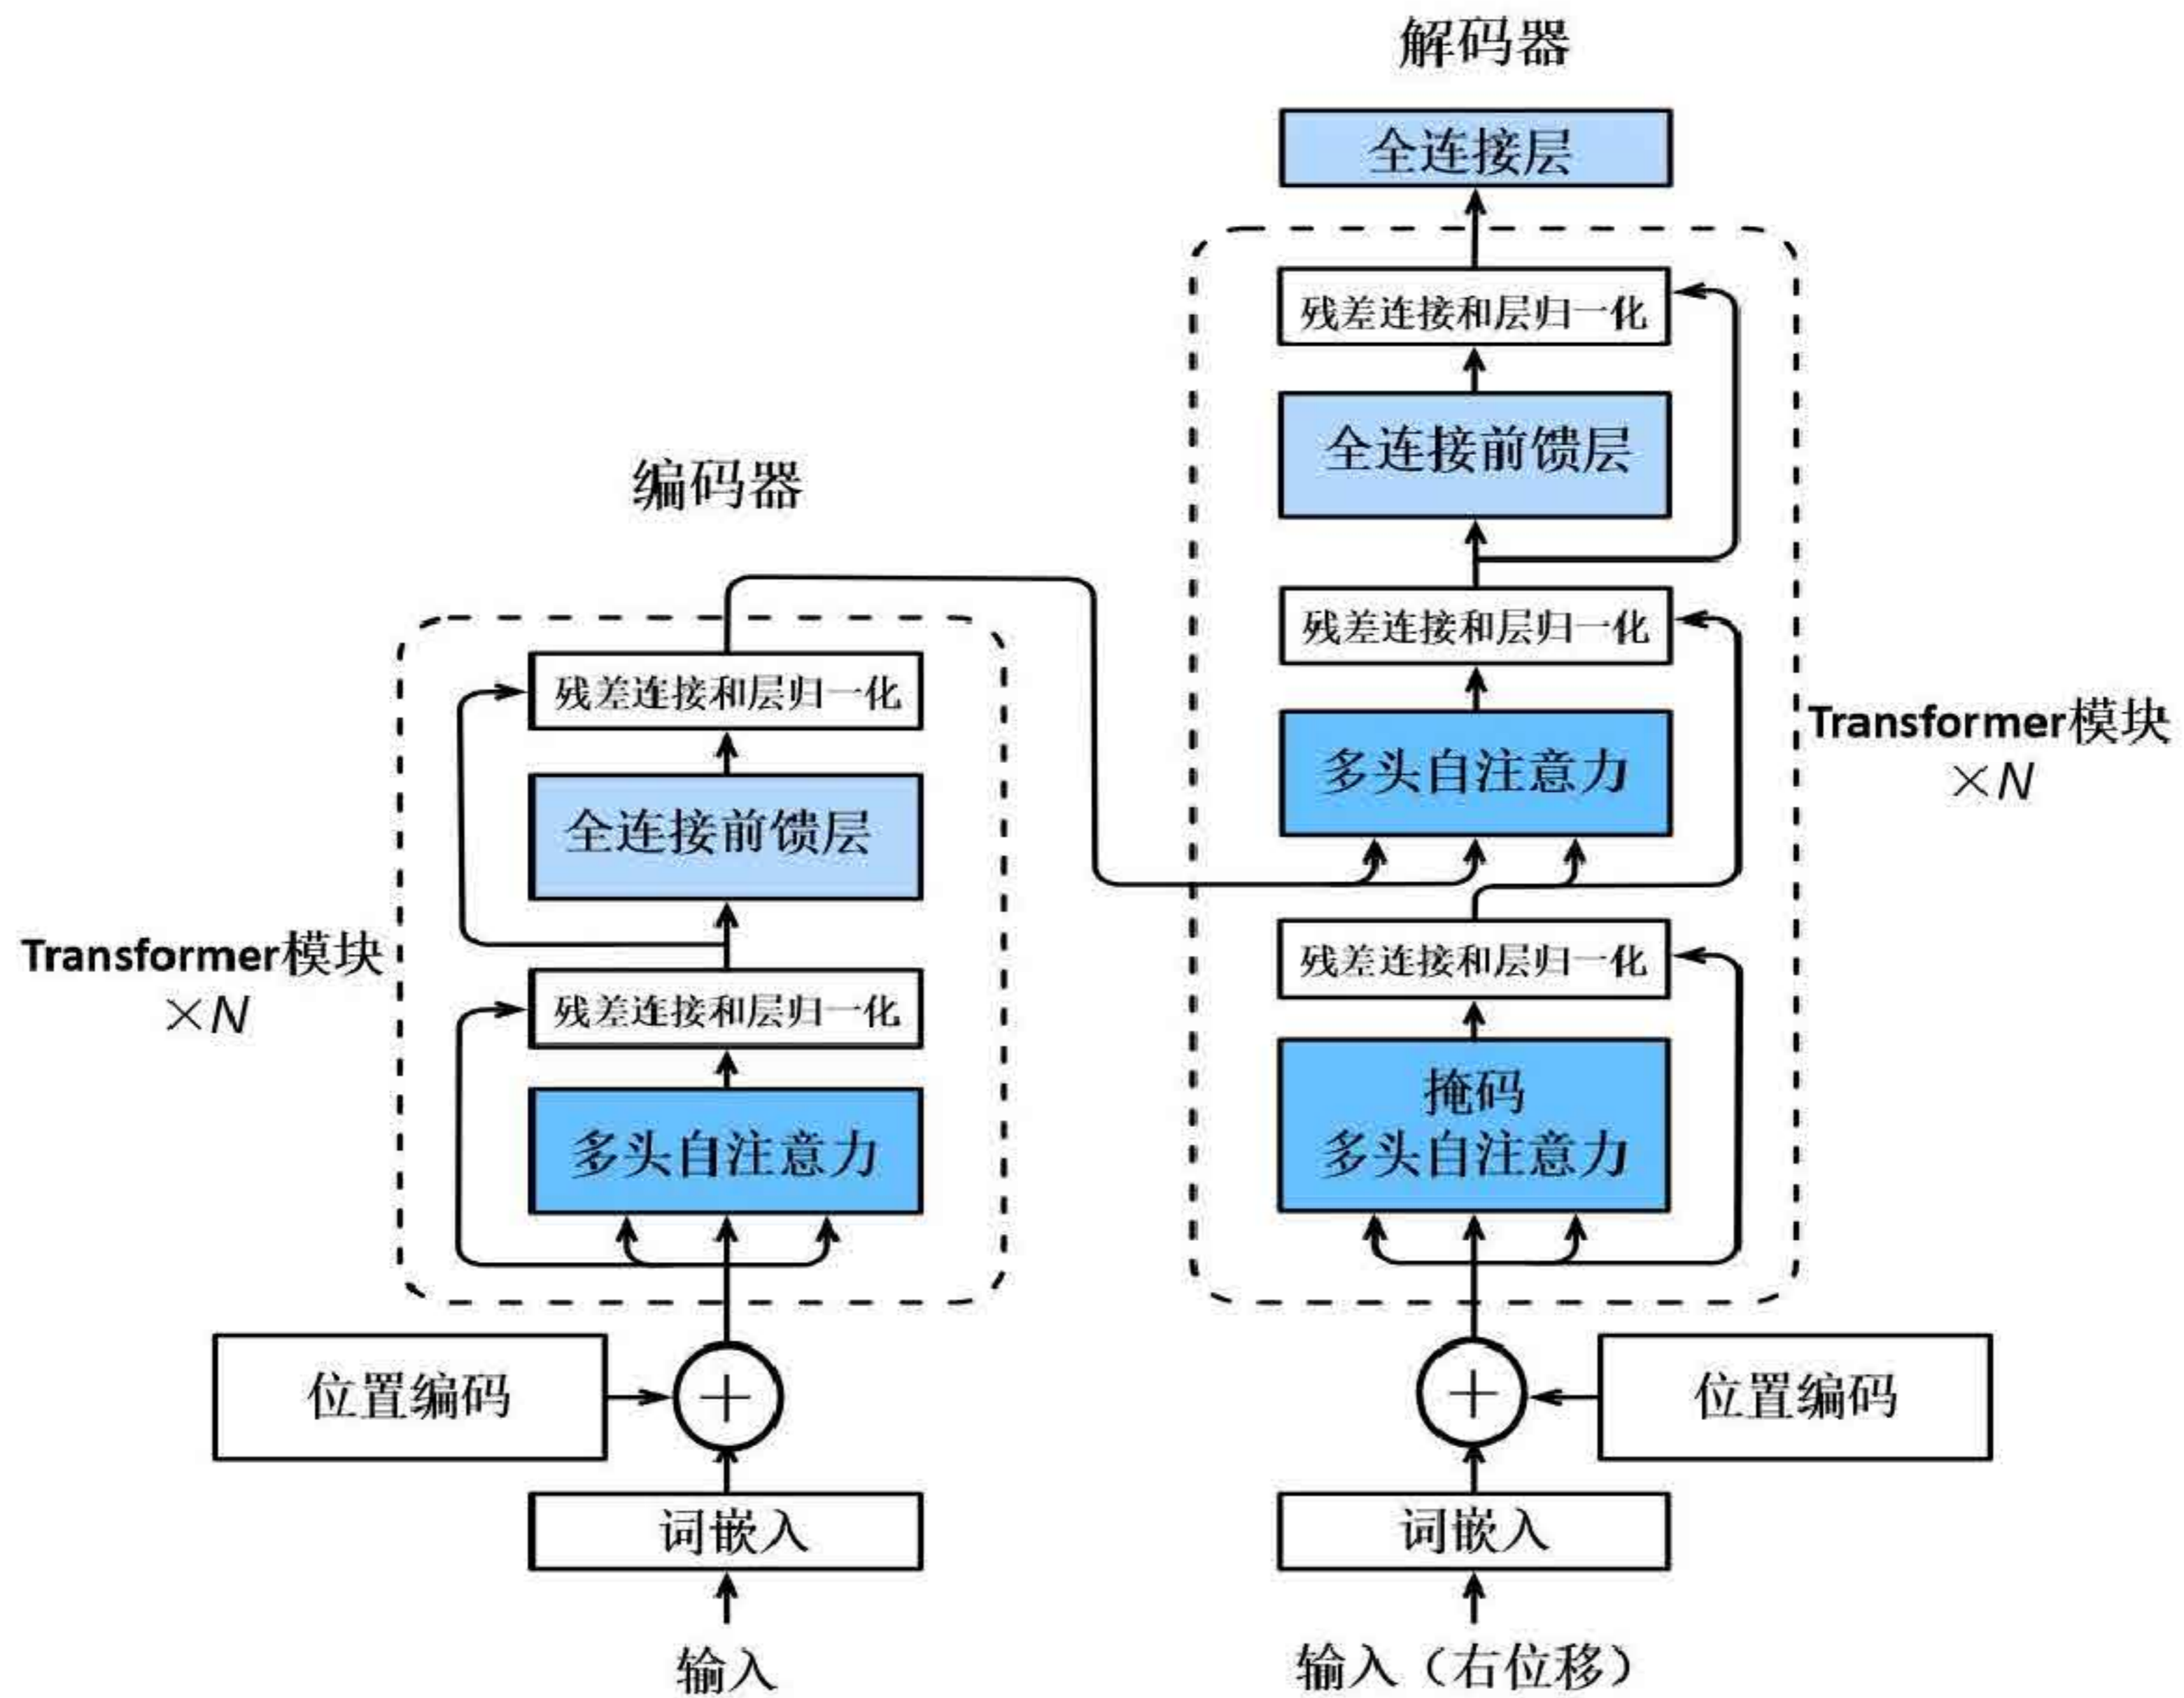 解码器
全连接层
残差连接和层归一化
全连接前馈层
残差连接和层归一化
多头自注意力
Transformer模块
×N
残差连接和层归一化
掩码
多头自注意力
位置编码
词嵌入
输入（右位移）
编码器
残差连接和层归一化
全连接前馈层
Transformer模块
×N
残差连接和层归一化
多头自注意力
位置编码
词嵌入
输入